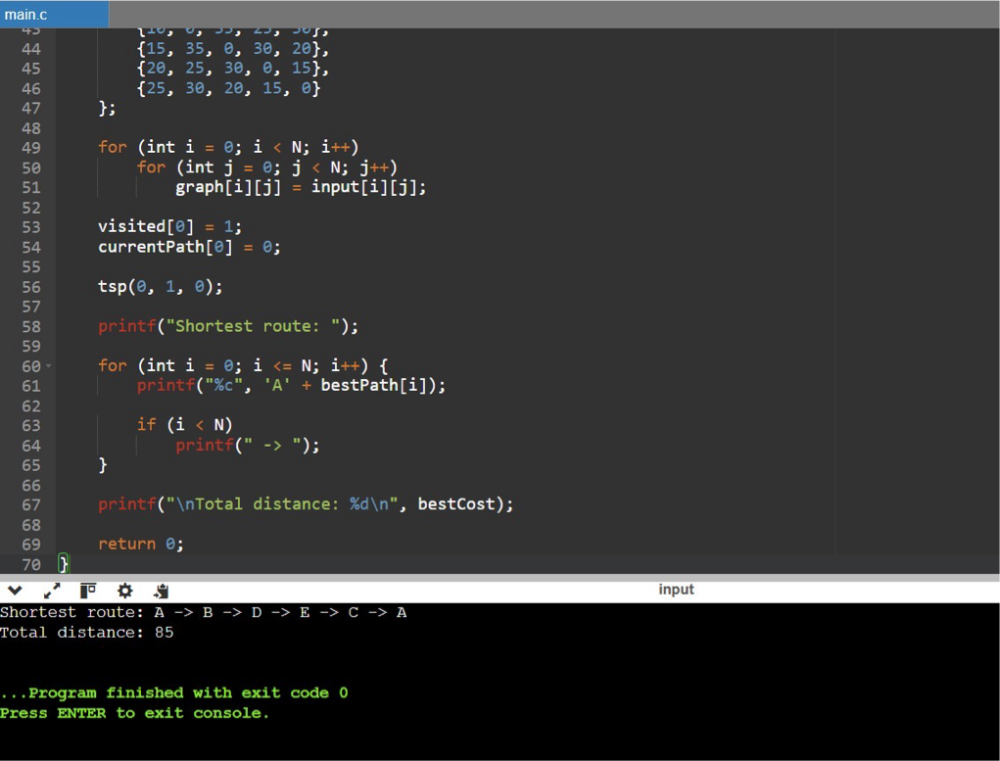 main.c
43 {10, 0, 35, 25, 30},
44 {15, 35, 0, 30, 20},
45 {20, 25, 30, 0, 15},
46 {25, 30, 20, 15, 0}
47 };
48
49 for (int i = 0; i < N; i++)
50 for (int j = 0; j < N; j++)
51 graph[i][j] = input[i][j];
52
53 visited[0] = 1;
54 currentPath[0] = 0;
55
56 tsp(0, 1, 0);
57
58 printf("Shortest route: ");
59
60 for (int i = 0; i <= N; i++) {
61 printf("%c", 'A' + bestPath[i]);
62
63 if (i < N)
64 printf(" -> ");
65 }
66
67 printf("\nTotal distance: %d\n", bestCost);
68
69 return 0;
70 }
input
Shortest route: A -> B -> D -> E -> C -> A
Total distance: 85
...Program finished with exit code 0
Press ENTER to exit console.